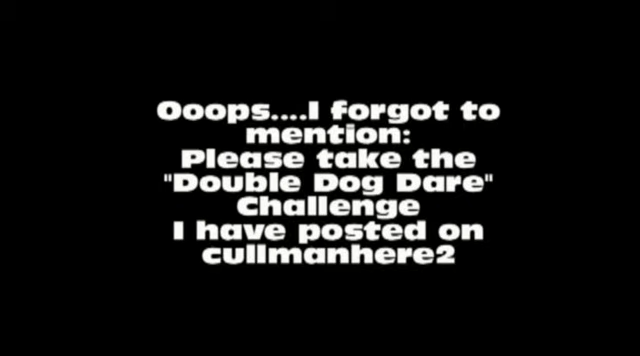 Ooops....I forgot to
mention:
Please take the
"Double Dog Dare"
Challenge
I have posted on
cullmanhere2